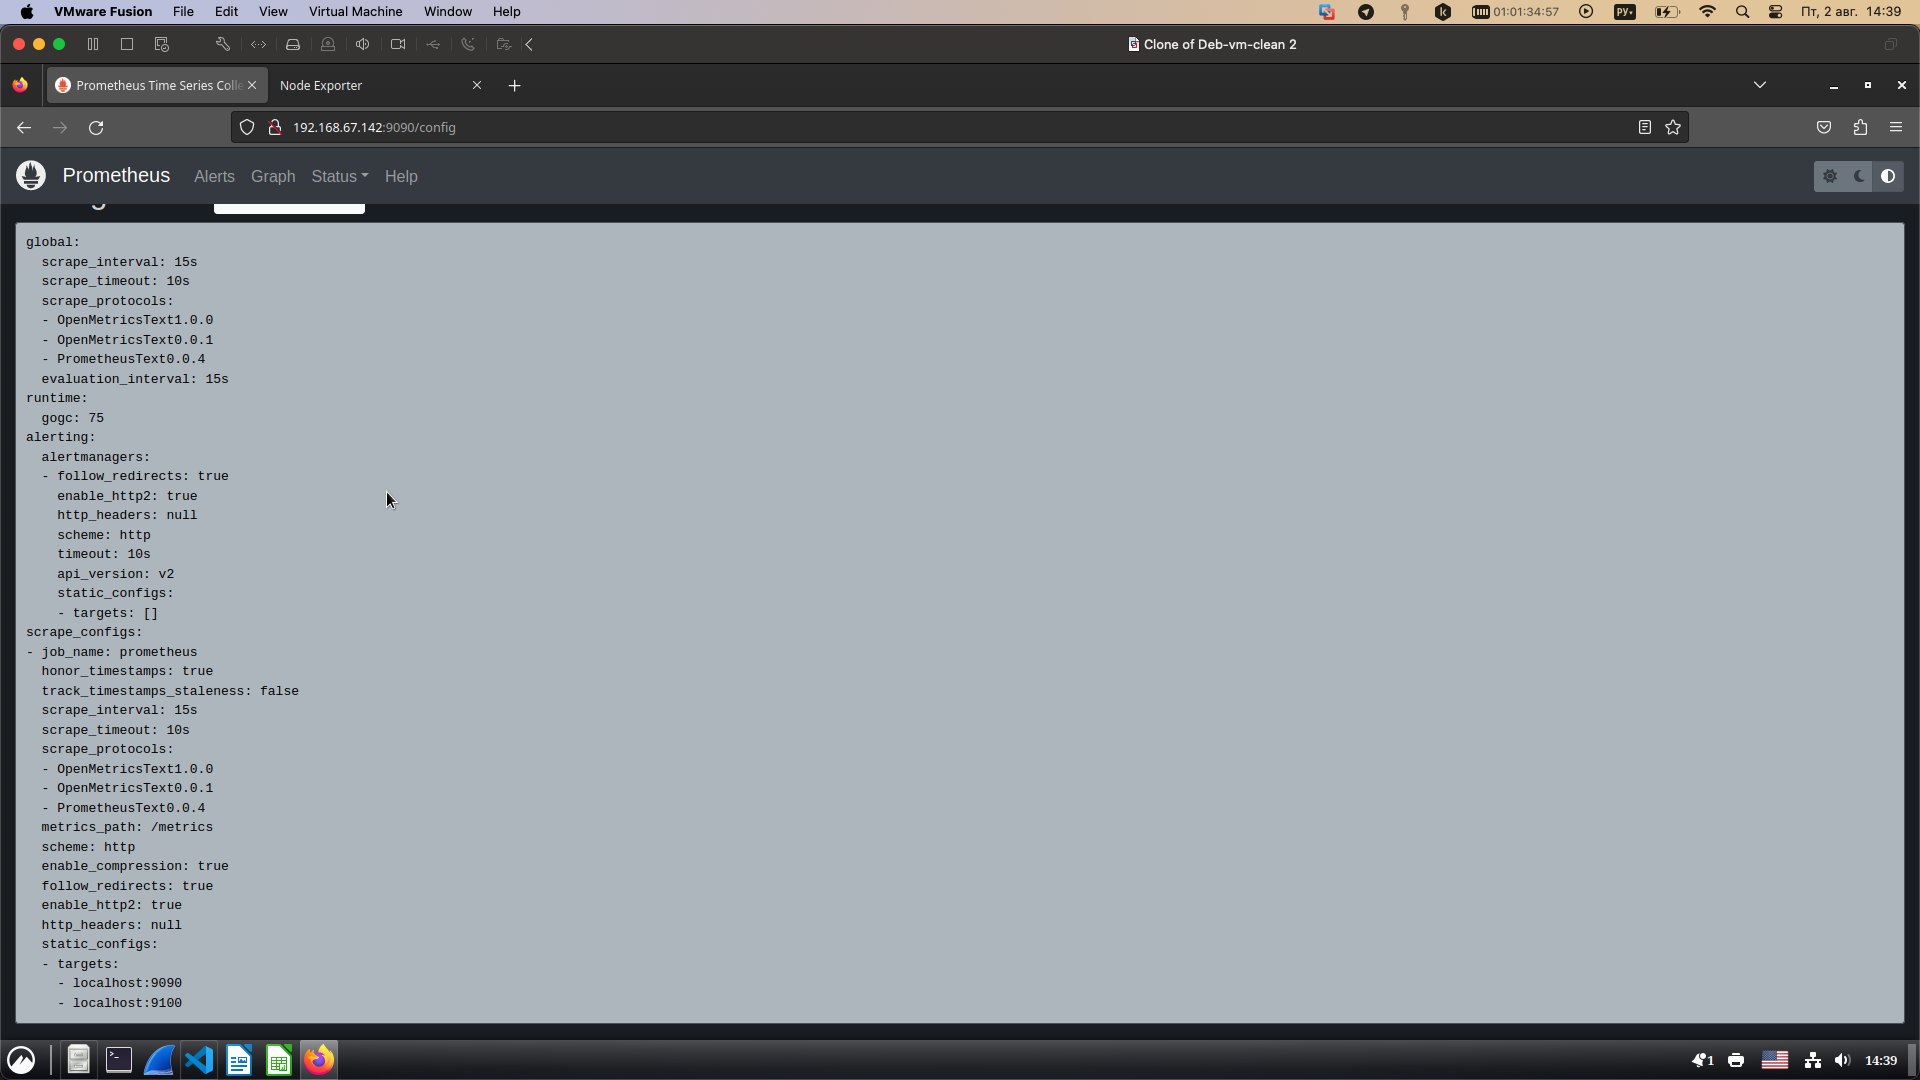 VMware Fusion File Edit View Virtual Machine Window Help 01:01:34:57 РУ Пт, 2 авг. 14:39
Clone of Deb-vm-clean 2
Prometheus Time Series Colle Node Exporter
192.168.67.142:9090/config
Prometheus Alerts Graph Status Help
global:
  scrape_interval: 15s
  scrape_timeout: 10s
  scrape_protocols:
  - OpenMetricsText1.0.0
  - OpenMetricsText0.0.1
  - PrometheusText0.0.4
  evaluation_interval: 15s
runtime:
  gogc: 75
alerting:
  alertmanagers:
  - follow_redirects: true
    enable_http2: true
    http_headers: null
    scheme: http
    timeout: 10s
    api_version: v2
    static_configs:
    - targets: []
scrape_configs:
- job_name: prometheus
  honor_timestamps: true
  track_timestamps_staleness: false
  scrape_interval: 15s
  scrape_timeout: 10s
  scrape_protocols:
  - OpenMetricsText1.0.0
  - OpenMetricsText0.0.1
  - PrometheusText0.0.4
  metrics_path: /metrics
  scheme: http
  enable_compression: true
  follow_redirects: true
  enable_http2: true
  http_headers: null
  static_configs:
  - targets:
    - localhost:9090
    - localhost:9100
1 14:39